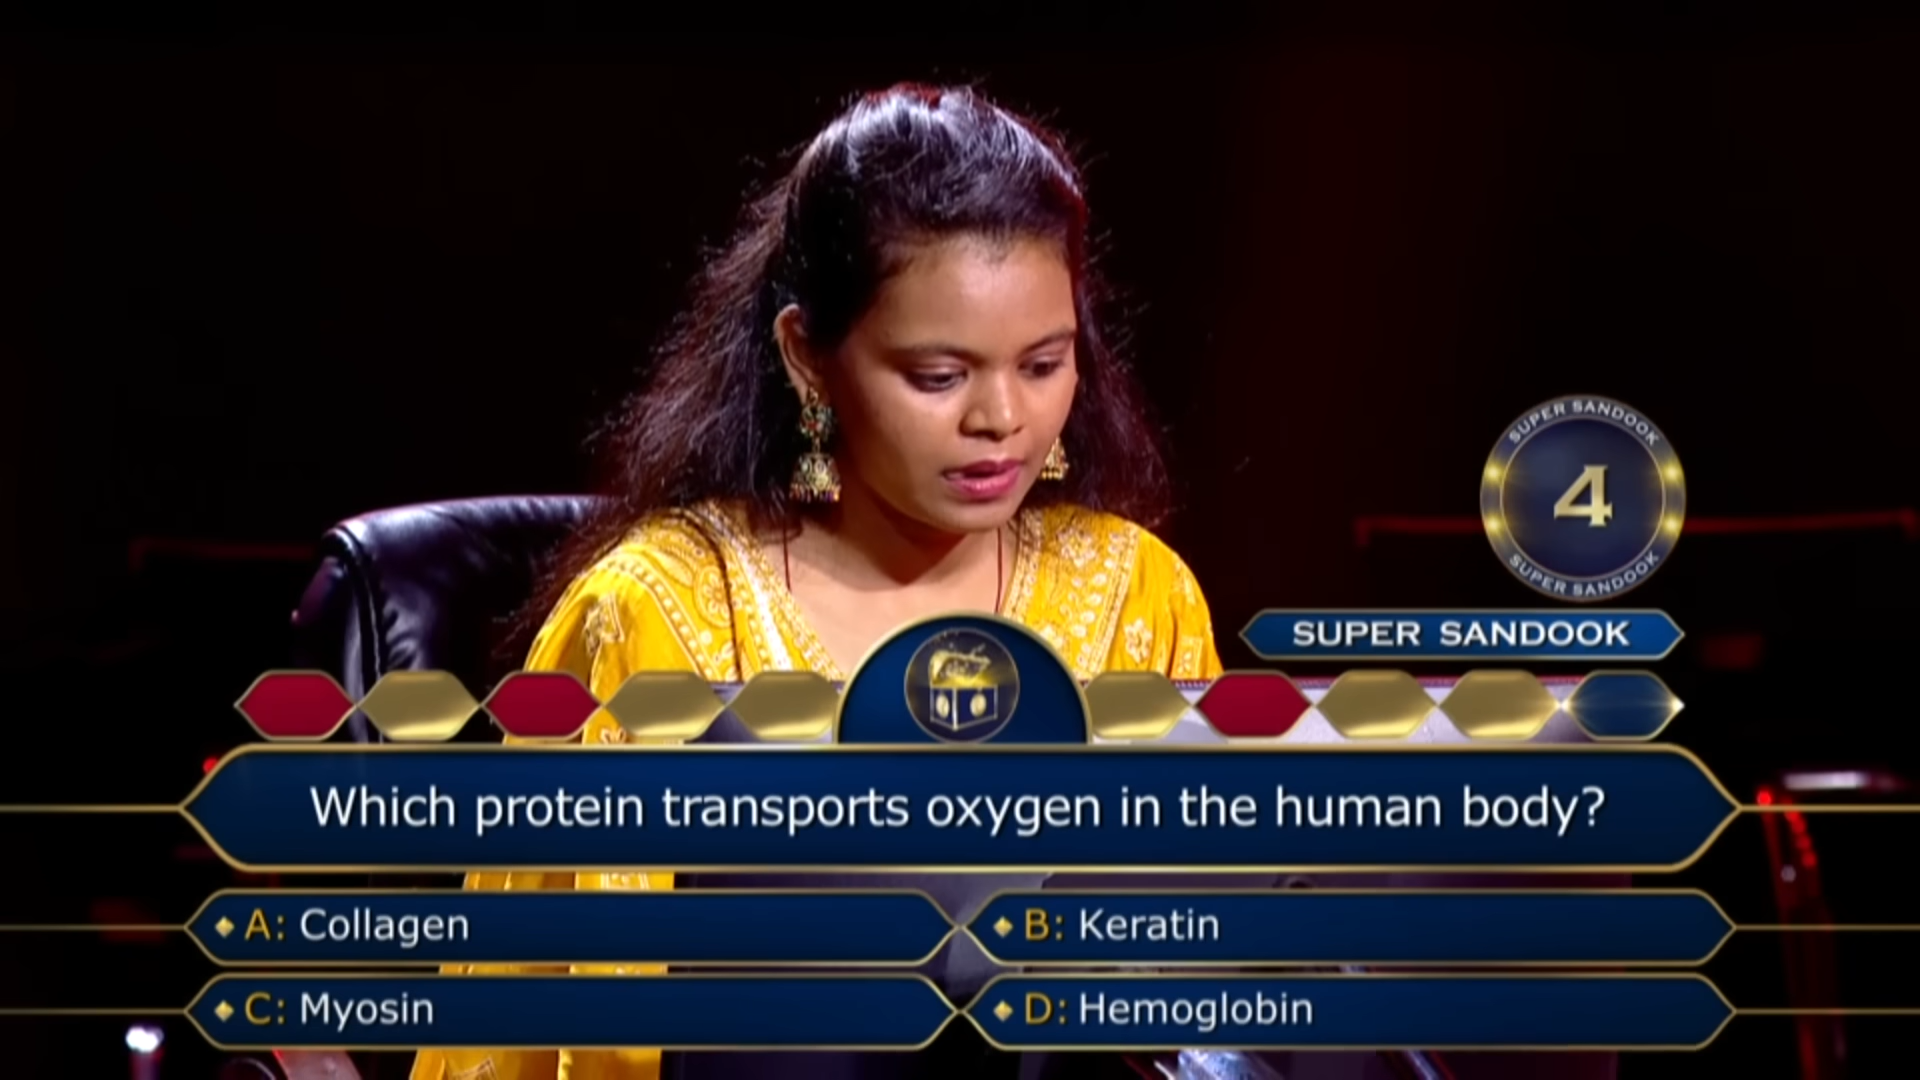 SUPER SANDOOK
4
SUPER SANDOOK
SUPER SANDOOK
Which protein transports oxygen in the human body?
A: Collagen
B: Keratin
C: Myosin
D: Hemoglobin